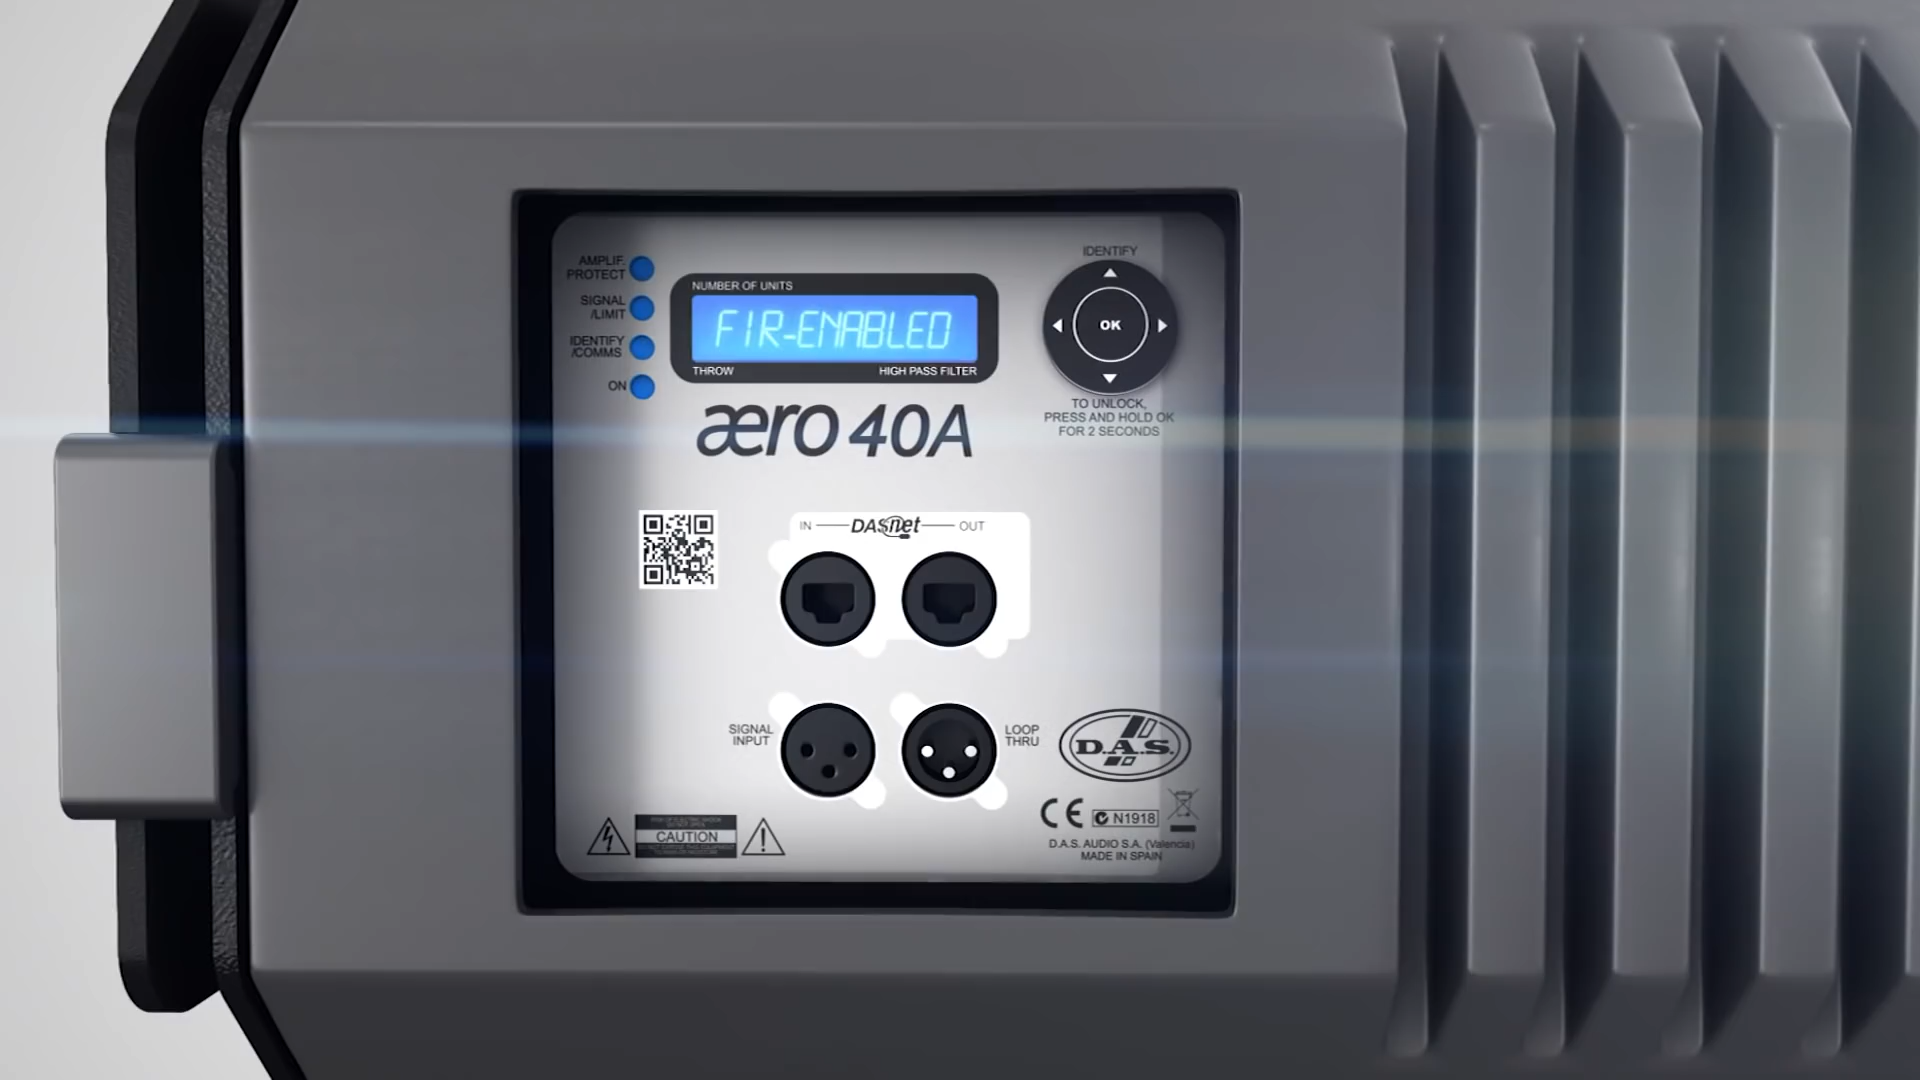 AMPLIF.
PROTECT
SIGNAL
/LIMIT
IDENTIFY
/COMMS
ON
NUMBER OF UNITS
FIR-ENABLED
THROW HIGH PASS FILTER
IDENTIFY
OK
TO UNLOCK,
PRESS AND HOLD OK
FOR 2 SECONDS
aero 40A
IN DASnet OUT
SIGNAL
INPUT
LOOP
THRU
D.A.S.
CAUTION
CE N1918
D.A.S. AUDIO S.A. (Valencia)
MADE IN SPAIN